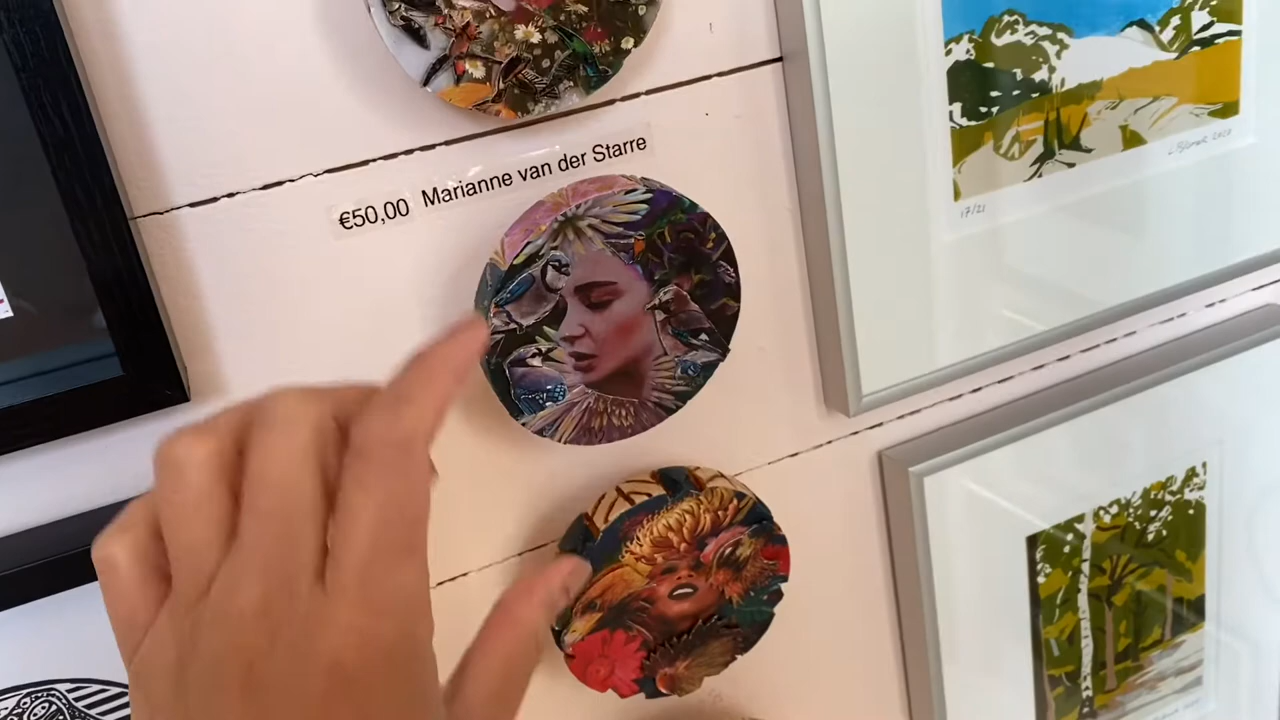 €50,00 Marianne van der Starre
17/21